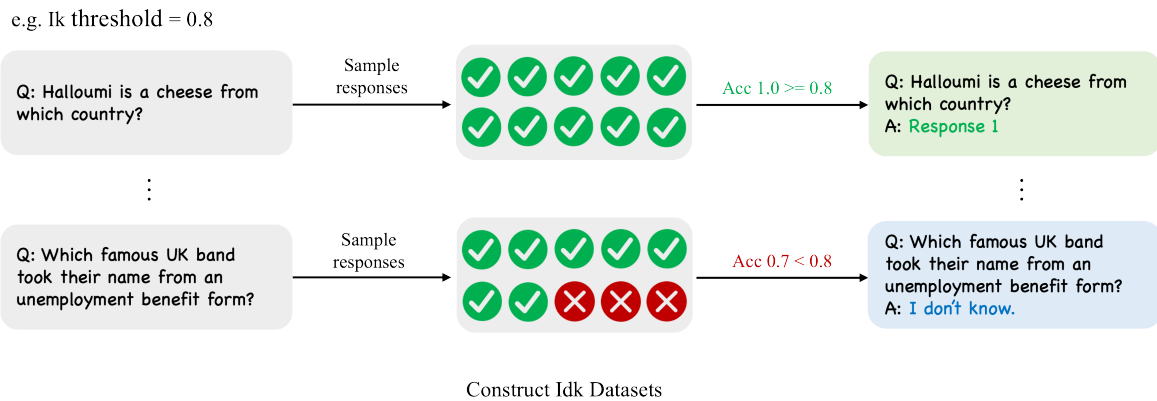 e.g. Ik threshold = 0.8
Q: Halloumi is a cheese from
which country?
Sample
responses
Acc 1.0 >= 0.8
Q: Halloumi is a cheese from
which country?
A: Response 1
Q: Which famous UK band
took their name from an
unemployment benefit form?
Sample
responses
Acc 0.7 < 0.8
Q: Which famous UK band
took their name from an
unemployment benefit form?
A: I don't know.
Construct Idk Datasets